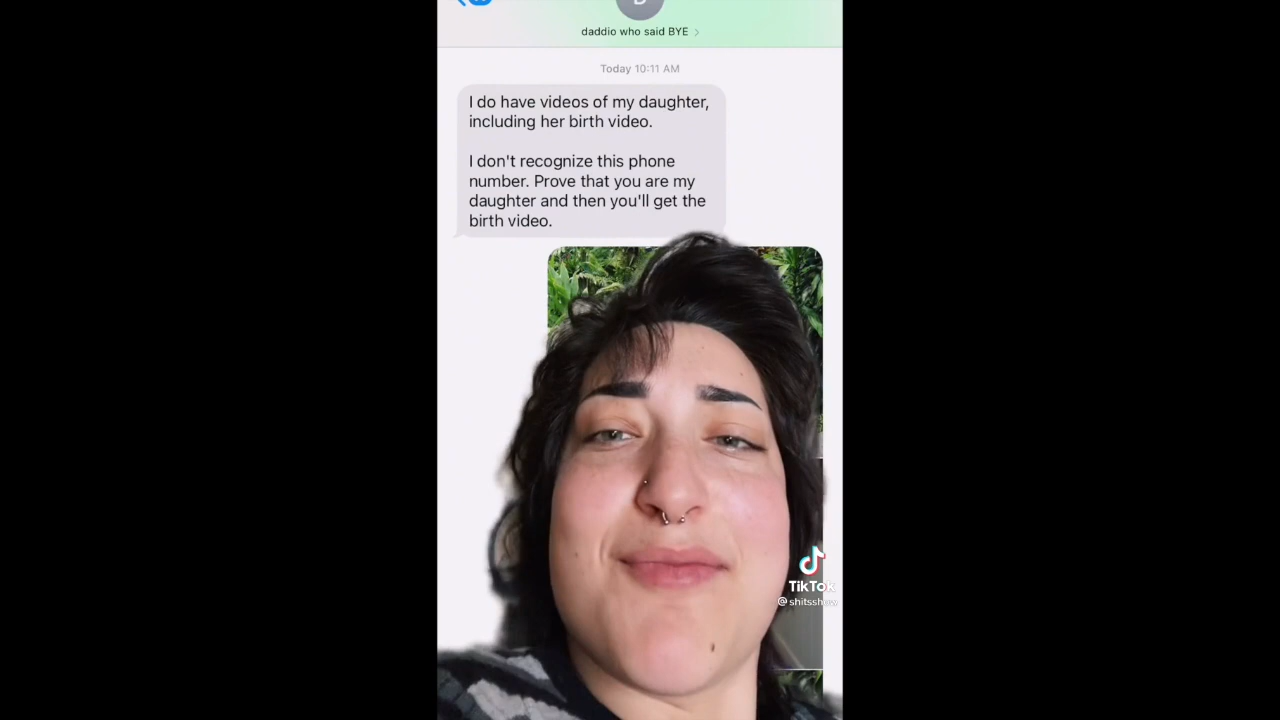 daddio who said BYE
Today 10:11 AM
I do have videos of my daughter,
including her birth video.
I don't recognize this phone
number. Prove that you are my
daughter and then you'll get the
birth video.
TikTok
@shitsshow